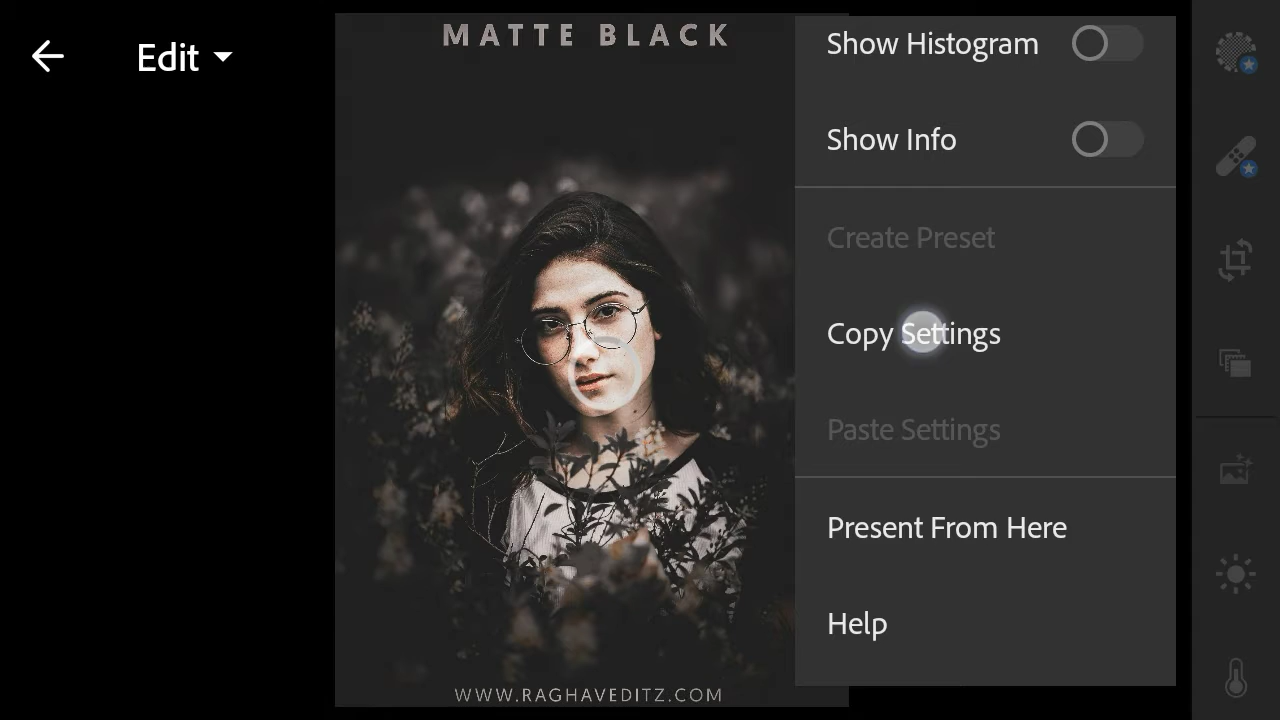 Edit
MATTE BLACK
WWW.RAGHAVEDITZ.COM
Show Histogram
Show Info
Create Preset
Copy Settings
Paste Settings
Present From Here
Help